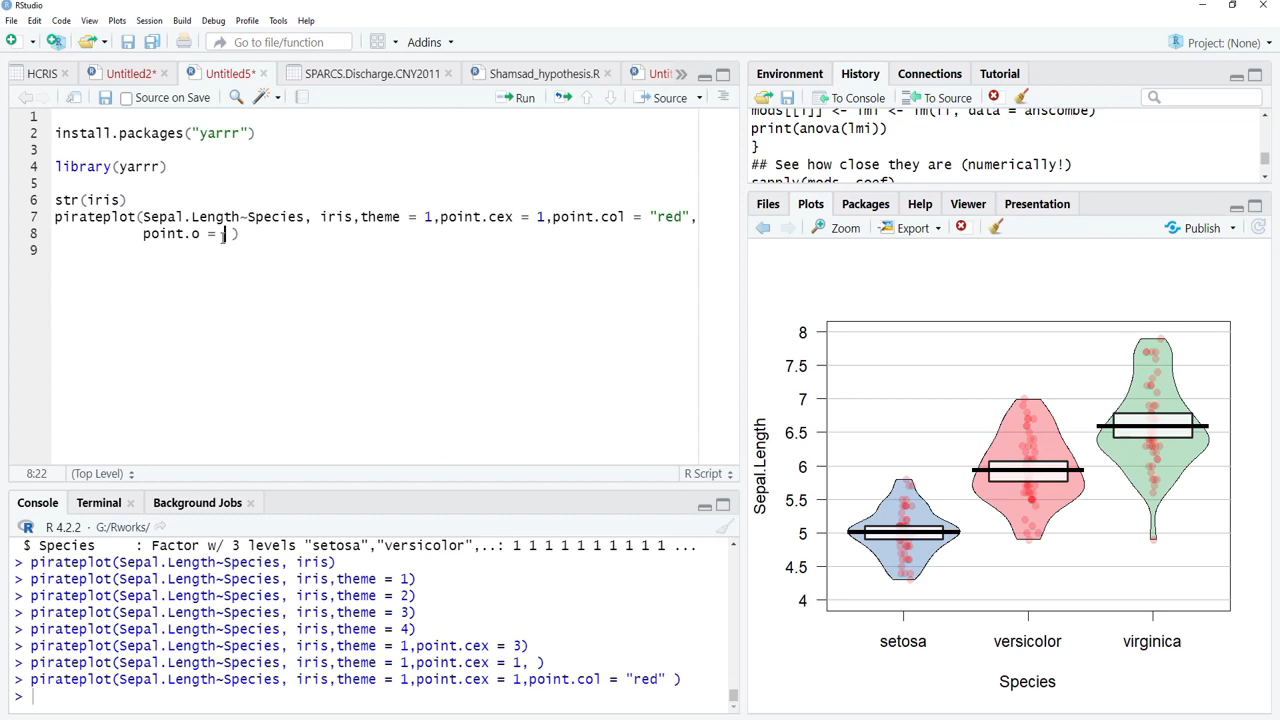 RStudio
File Edit Code View Plots Session Build Debug Profile Tools Help
Go to file/function Addins Project: (None)
HCRIS Untitled2* Untitled5* SPARCS.Discharge.CNY2011 Shamsad_hypothesis.R Unti
Source on Save Run Source
1
2 install.packages("yarrr")
3
4 library(yarrr)
5
6 str(iris)
7 pirateplot(Sepal.Length~Species, iris,theme = 1,point.cex = 1,point.col = "red",
8 point.o = )
9
8:22 (Top Level) R Script
Console Terminal Background Jobs
R 4.2.2 · G:/Rworks/
$ Species : Factor w/ 3 levels "setosa","versicolor",..: 1 1 1 1 1 1 1 1 1 1 ...
> pirateplot(Sepal.Length~Species, iris)
> pirateplot(Sepal.Length~Species, iris,theme = 1)
> pirateplot(Sepal.Length~Species, iris,theme = 2)
> pirateplot(Sepal.Length~Species, iris,theme = 3)
> pirateplot(Sepal.Length~Species, iris,theme = 4)
> pirateplot(Sepal.Length~Species, iris,theme = 1,point.cex = 3)
> pirateplot(Sepal.Length~Species, iris,theme = 1,point.cex = 1, )
> pirateplot(Sepal.Length~Species, iris,theme = 1,point.cex = 1,point.col = "red" )
>
Environment History Connections Tutorial
To Console To Source
print(anova(lmi))
}
## See how close they are (numerically!)
Files Plots Packages Help Viewer Presentation
Zoom Export Publish
8
7.5
7
6.5
6
5.5
5
4.5
4
Sepal.Length
setosa versicolor virginica
Species